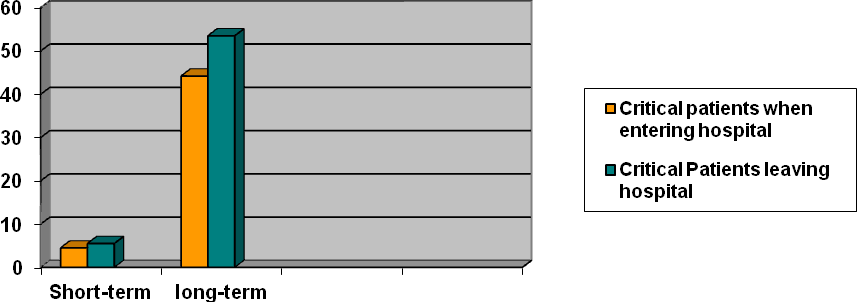 60
50
40
30
20
10
0
Short-term long-term
Critical patients when
entering hospital
Critical Patients leaving
hospital